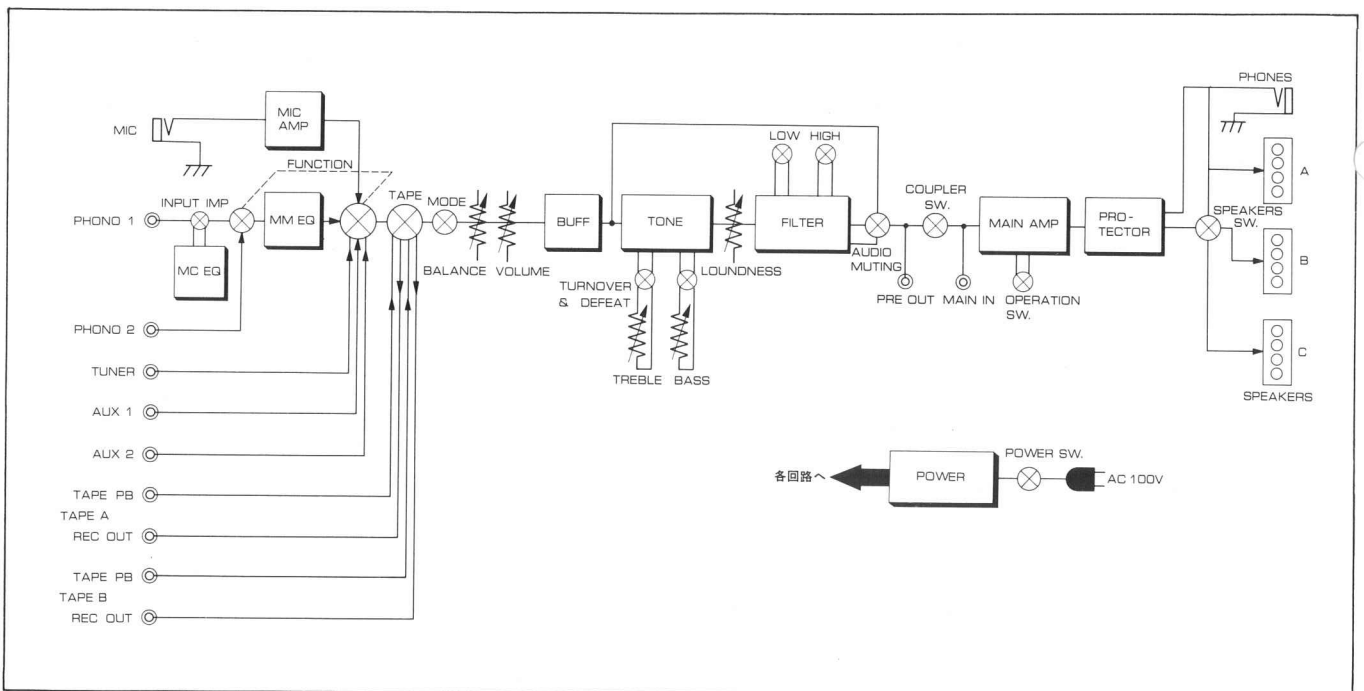 MIC
MIC
AMP
FUNCTION
INPUT IMP
PHONO 1
MM EQ
MC EQ
TAPE
MODE
BALANCE
VOLUME
BUFF
TONE
TURNOVER
& DEFEAT
TREBLE
BASS
LOUNDNESS
LOW
HIGH
FILTER
AUDIO
MUTING
COUPLER
SW.
PRE OUT
MAIN IN
MAIN AMP
OPERATION
SW.
PRO-
TECTOR
PHONES
SPEAKERS
SW.
A
B
C
SPEAKERS
PHONO 2
TUNER
AUX 1
AUX 2
TAPE PB
TAPE A
REC OUT
TAPE PB
TAPE B
REC OUT
各回路へ
POWER
POWER SW.
AC 100V